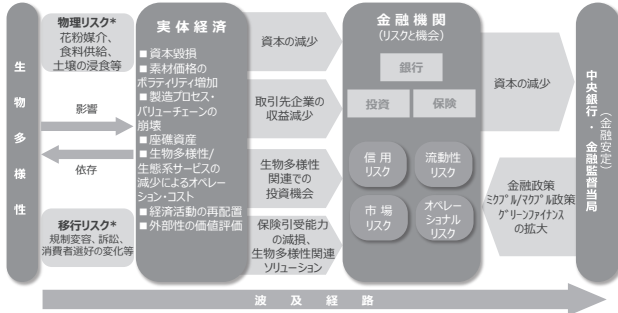 生物多様性
物理リスク*
花粉媒介、
食料供給、
土壌の浸食等
影響
依存
移行リスク*
規制変容、訴訟、
消費者選好の変化等
実体経済
■資本毀損
■素材価格の
ボラティリティ増加
■製造プロセス・
バリューチェーンの
崩壊
■座礁資産
■生物多様性/
生態系サービスの
減少によるオペレー
ション・コスト
■経済活動の再配置
■外部性の価値評価
資本の減少
取引先企業の
収益減少
生物多様性
関連での
投資機会
保険引受能力
の減損、
生物多様性関連
ソリューション
金融機関
(リスクと機会)
銀行
投資
保険
信用
リスク
流動性
リスク
市場
リスク
オペレー
ショナル
リスク
資本の減少
金融政策
ミクプル/マクプル政策
グリーンファイナンス
の拡大
中央銀行・金融監督当局
(金融安定)
波及経路